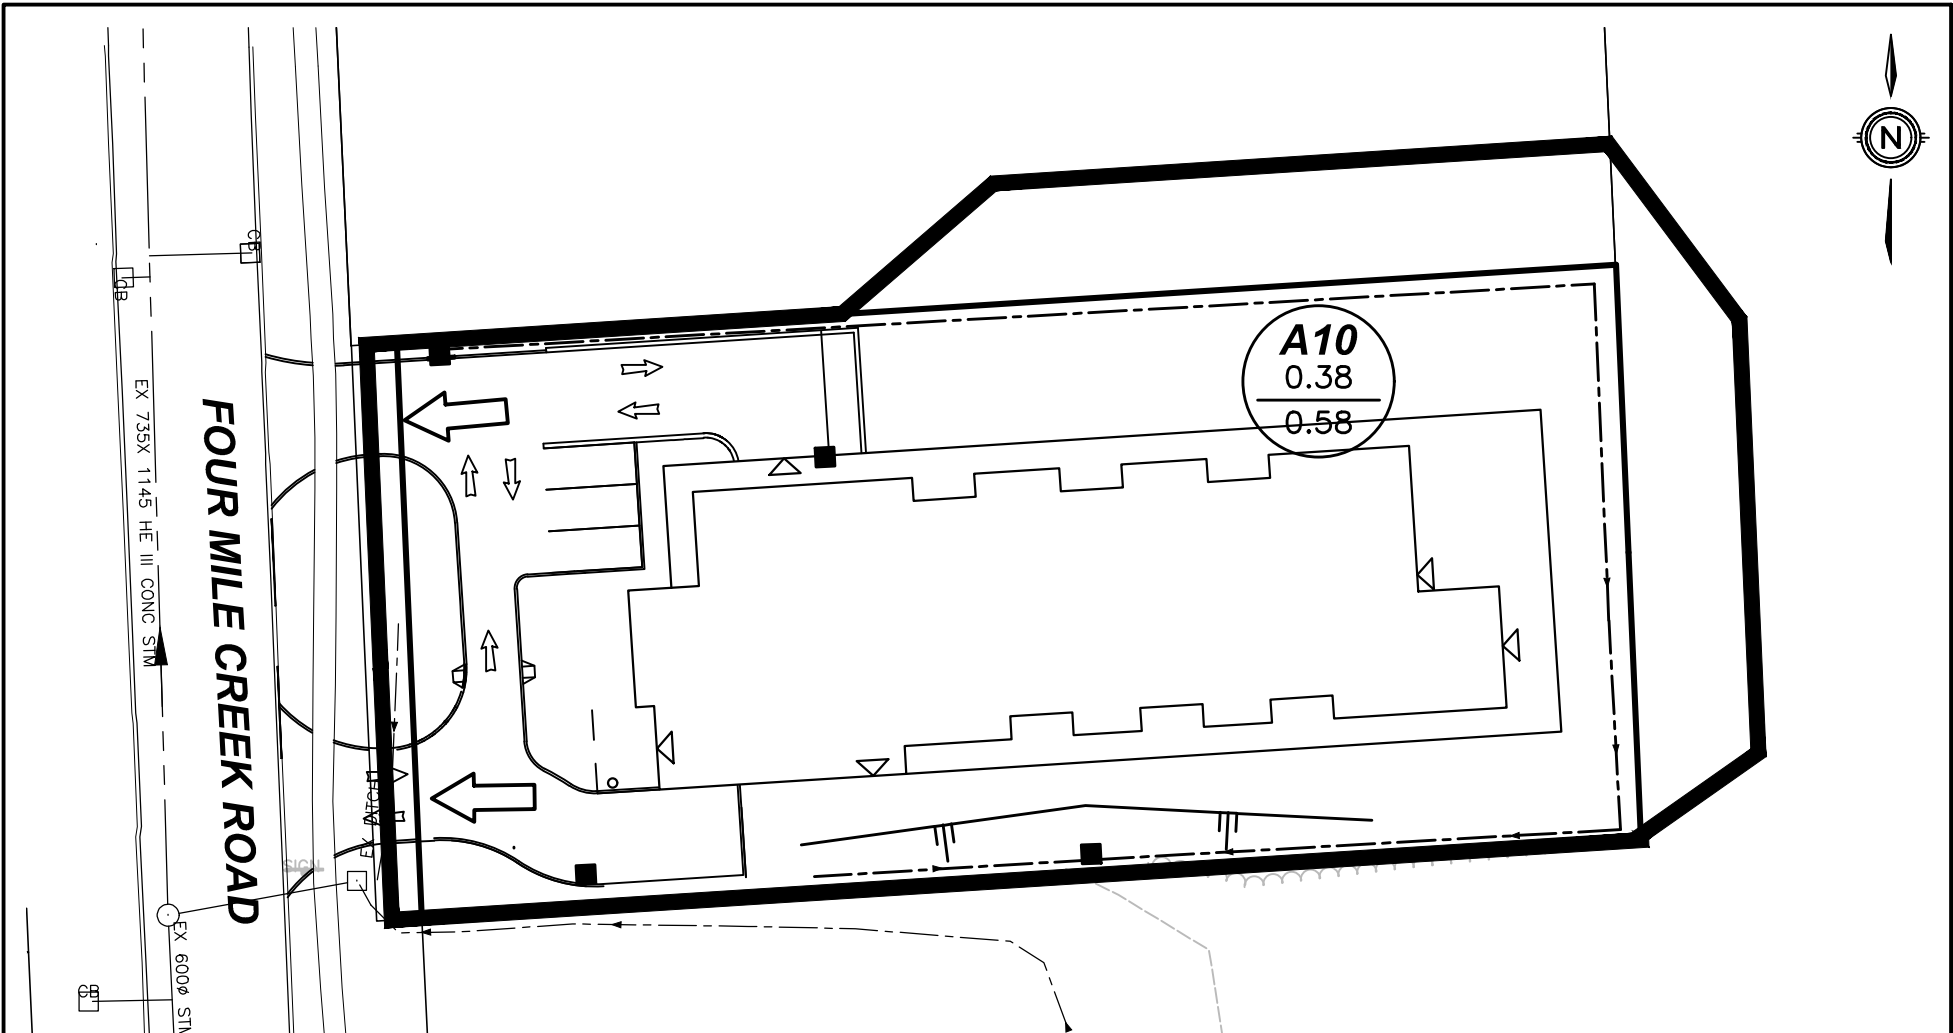 N
CB
CB
A10
0.38
0.58
EX 735X 1145 HE III CONC STM
FOUR MILE CREEK ROAD
EX DITCH
SIGN
EX 600ø STM
CB